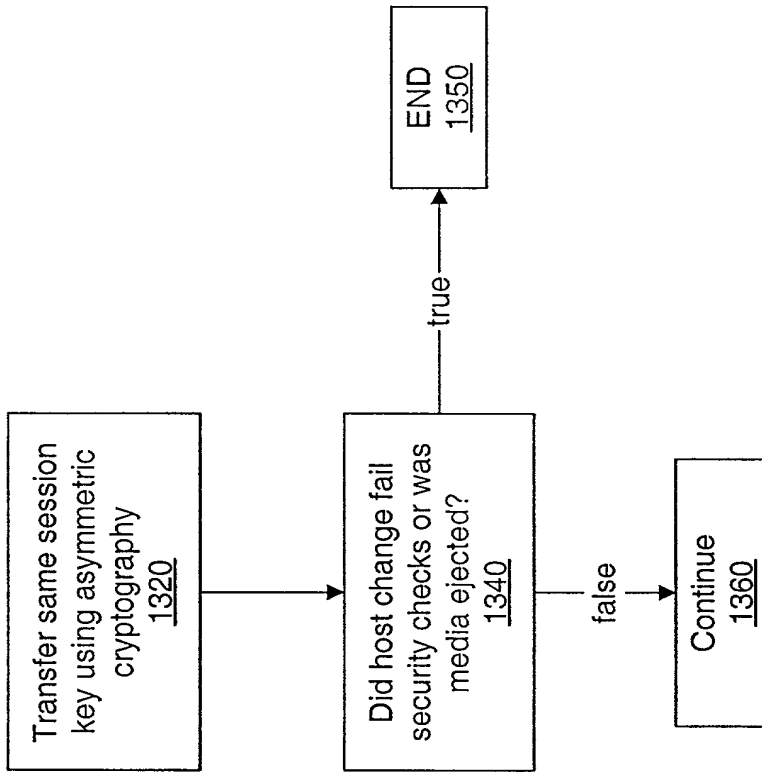 Transfer same session
key using asymmetric
cryptography
1320
Did host change fail
security checks or was
media ejected?
1340
true
END
1350
false
Continue
1360